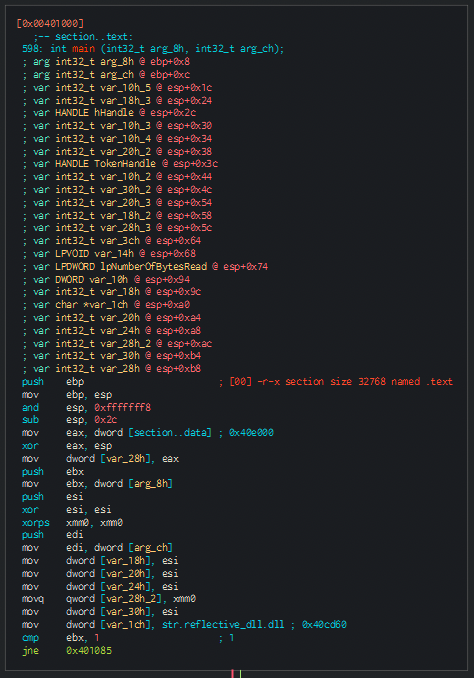 [0x00401000]
;-- section..text:
598: int main (int32_t arg_8h, int32_t arg_ch);
; arg int32_t arg_8h @ ebp+0x8
; arg int32_t arg_ch @ ebp+0xc
; var int32_t var_10h_5 @ esp+0x1c
; var int32_t var_18h_3 @ esp+0x24
; var HANDLE hHandle @ esp+0x2c
; var int32_t var_10h_3 @ esp+0x30
; var int32_t var_10h_4 @ esp+0x34
; var int32_t var_20h_2 @ esp+0x38
; var HANDLE TokenHandle @ esp+0x3c
; var int32_t var_10h_2 @ esp+0x44
; var int32_t var_30h_2 @ esp+0x4c
; var int32_t var_20h_3 @ esp+0x54
; var int32_t var_18h_2 @ esp+0x58
; var int32_t var_28h_3 @ esp+0x5c
; var int32_t var_3ch @ esp+0x64
; var LPVOID var_14h @ esp+0x68
; var LPDWORD lpNumberOfBytesRead @ esp+0x74
; var DWORD var_10h @ esp+0x94
; var int32_t var_18h @ esp+0x9c
; var char *var_1ch @ esp+0xa0
; var int32_t var_20h @ esp+0xa4
; var int32_t var_24h @ esp+0xa8
; var int32_t var_28h_2 @ esp+0xac
; var int32_t var_30h @ esp+0xb4
; var int32_t var_28h @ esp+0xb8
push ebp ; [00] -r-x section size 32768 named .text
mov ebp, esp
and esp, 0xfffffff8
sub esp, 0x2c
mov eax, dword [section..data] ; 0x40e000
xor eax, esp
mov dword [var_28h], eax
push ebx
mov ebx, dword [arg_8h]
push esi
xor esi, esi
xorps xmm0, xmm0
push edi
mov edi, dword [arg_ch]
mov dword [var_18h], esi
mov dword [var_20h], esi
mov dword [var_24h], esi
movq qword [var_28h_2], xmm0
mov dword [var_30h], esi
mov dword [var_1ch], str.reflective_dll.dll ; 0x40cd60
cmp ebx, 1 ; 1
jne 0x401085